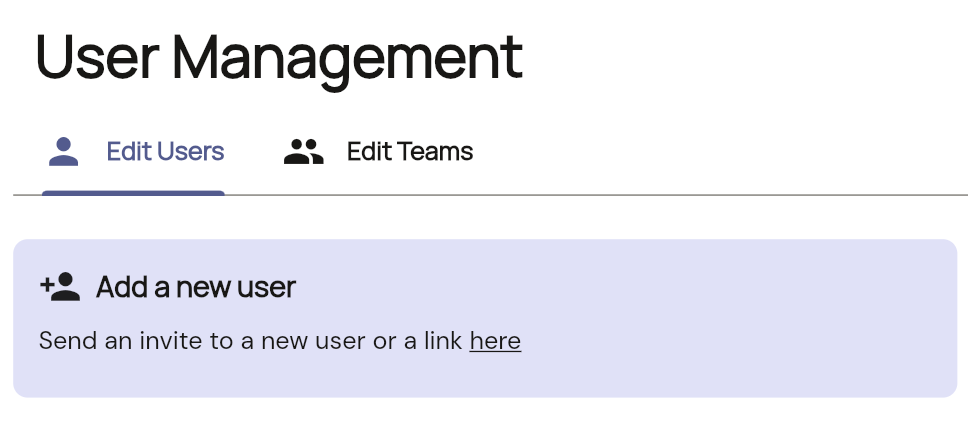 User Management
Edit Users
Edit Teams
Add a new user
Send an invite to a new user or a link here